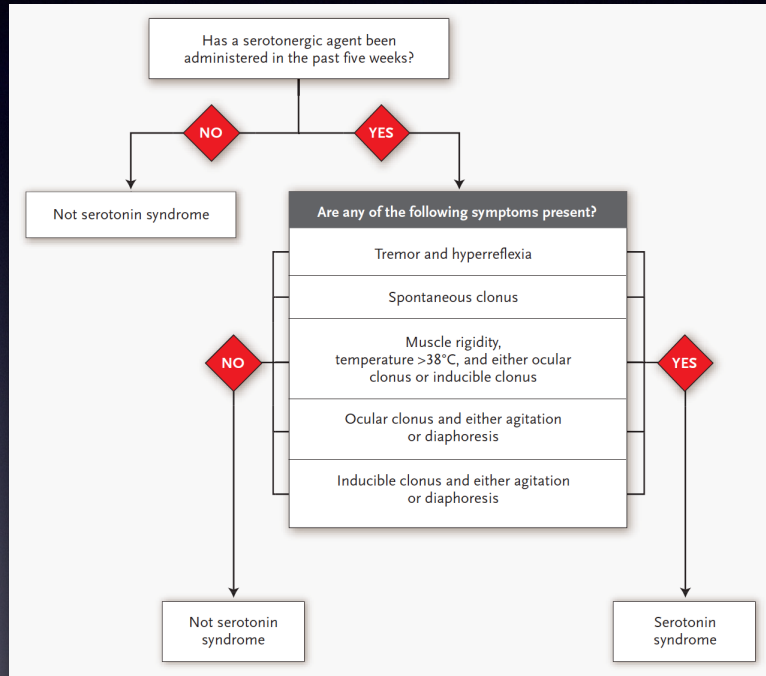 Has a serotonergic agent been
administered in the past five weeks?
NO
YES
Not serotonin syndrome
Are any of the following symptoms present?
Tremor and hyperreflexia
Spontaneous clonus
Muscle rigidity,
temperature >38°C, and either ocular
clonus or inducible clonus
NO
YES
Ocular clonus and either agitation
or diaphoresis
Inducible clonus and either agitation
or diaphoresis
Not serotonin
syndrome
Serotonin
syndrome